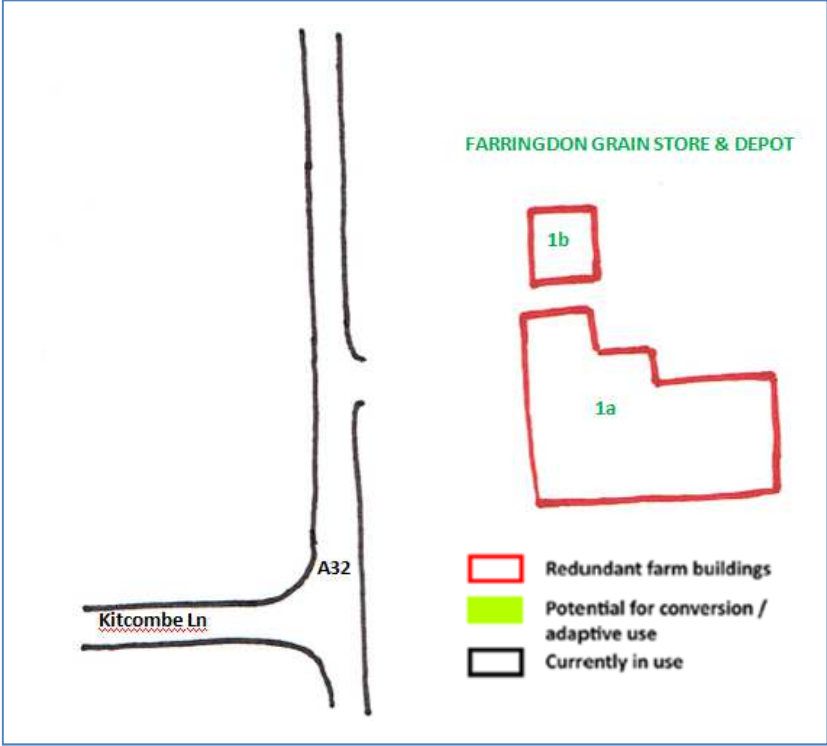 FARRINGDON GRAIN STORE & DEPOT
1b
1a
A32
Kitcombe Ln
Redundant farm buildings
Potential for conversion /
adaptive use
Currently in use